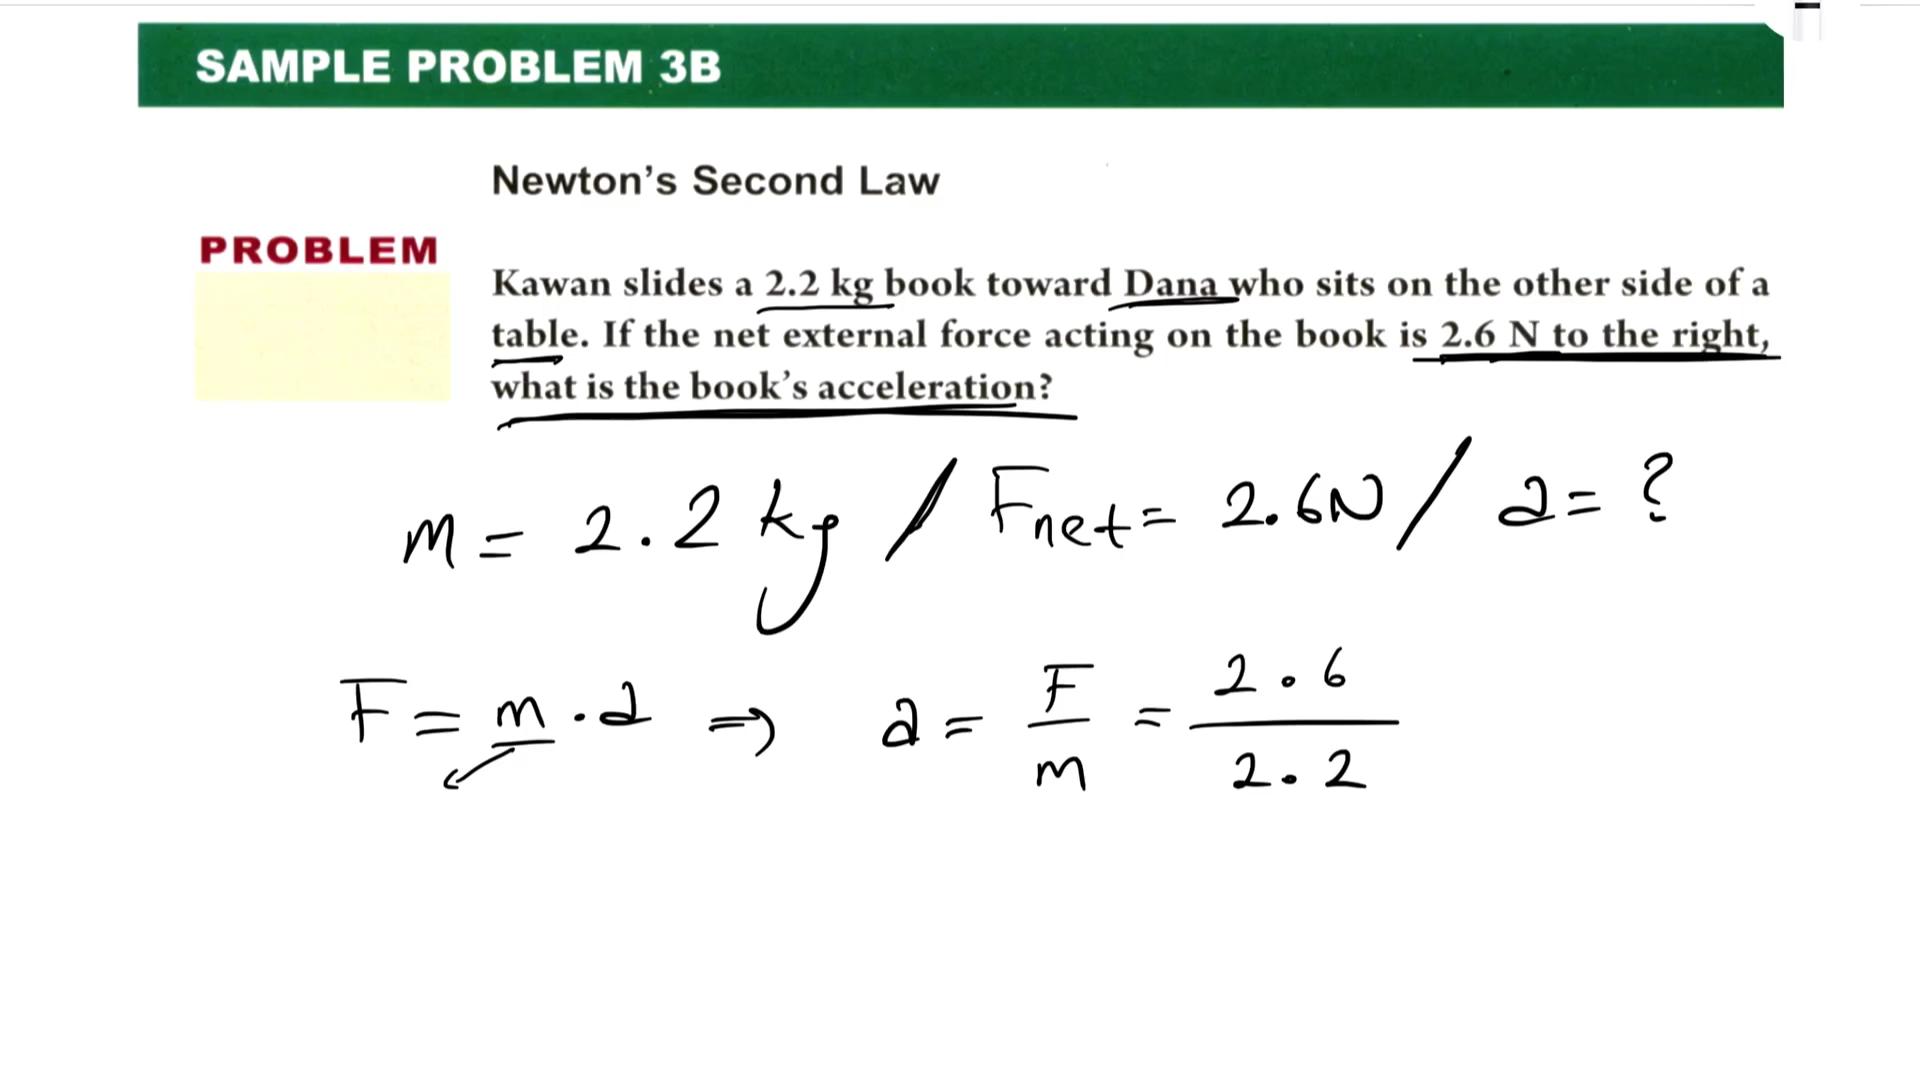 SAMPLE PROBLEM 3B
Newton’s Second Law
PROBLEM
Kawan slides a 2.2 kg book toward Dana who sits on the other side of a
table. If the net external force acting on the book is 2.6 N to the right,
what is the book’s acceleration?
m = 2.2 kg / Fnet = 2.6N / a = ?
F = m · a ⇒ a = F/m = 2.6/2.2